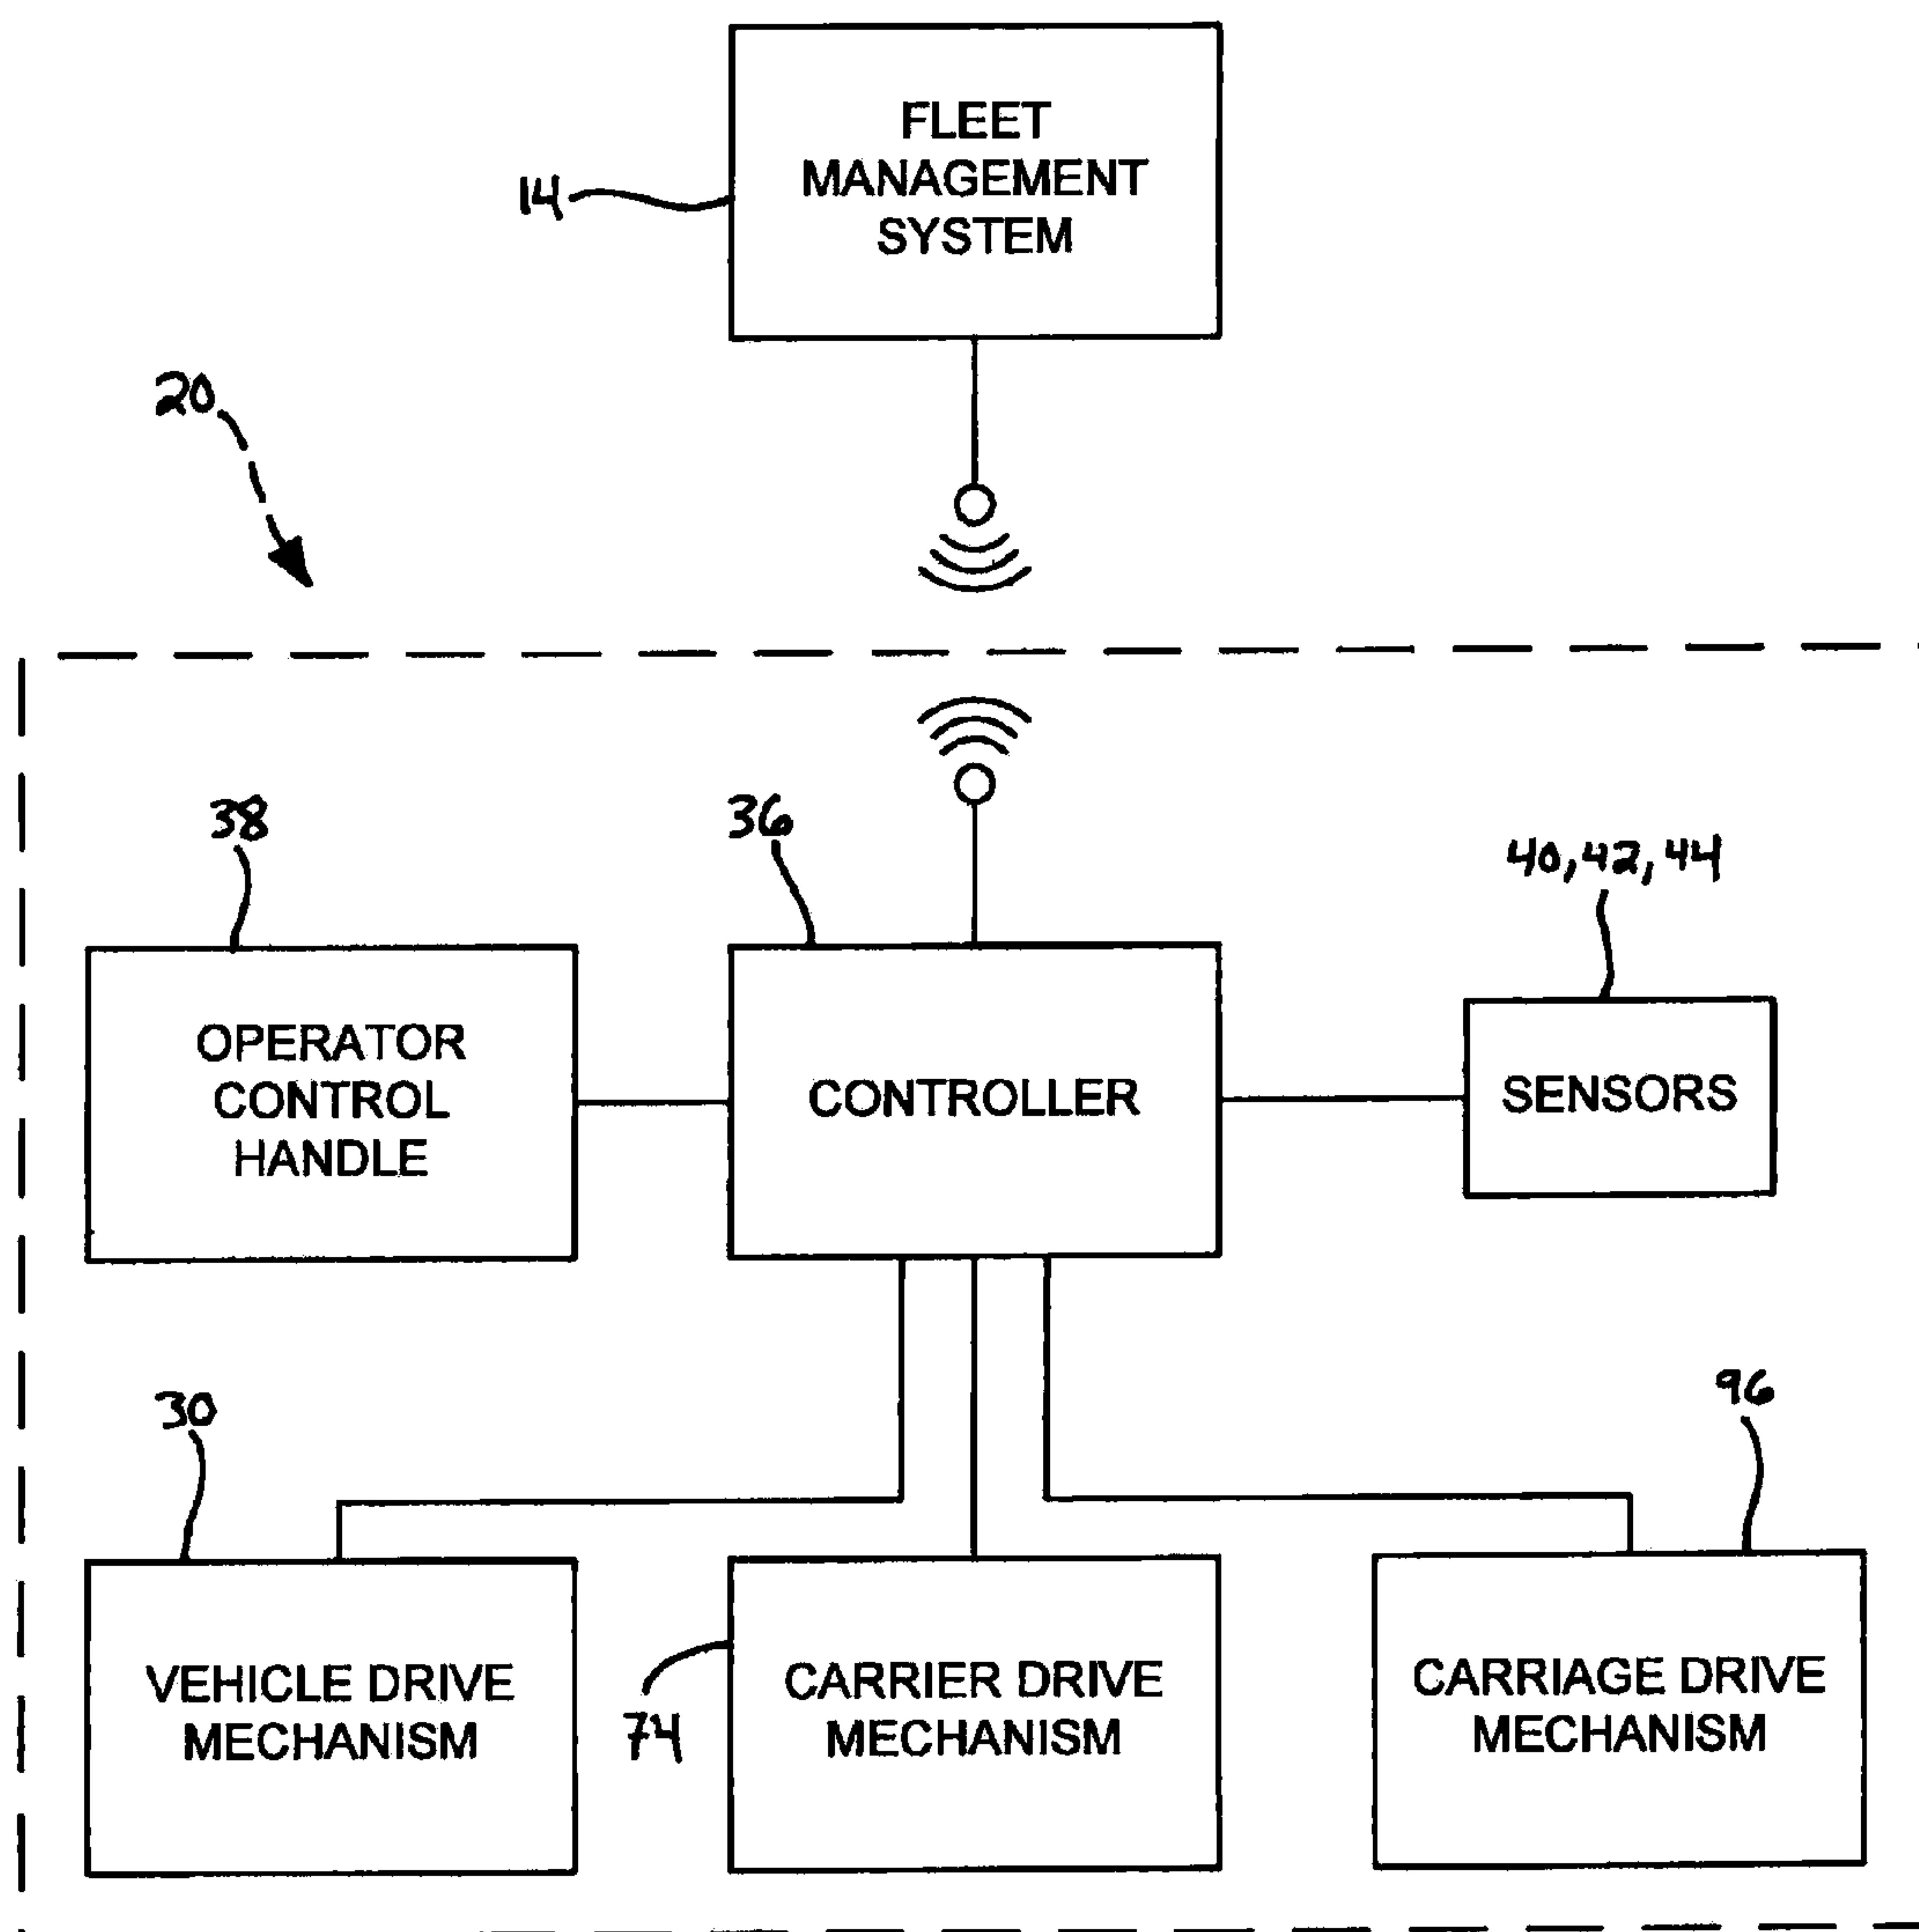 FLEET
MANAGEMENT
SYSTEM
14
20
38
36
40,42,44
OPERATOR
CONTROL
HANDLE
CONTROLLER
SENSORS
30
96
VEHICLE DRIVE
MECHANISM
74
CARRIER DRIVE
MECHANISM
CARRIAGE DRIVE
MECHANISM